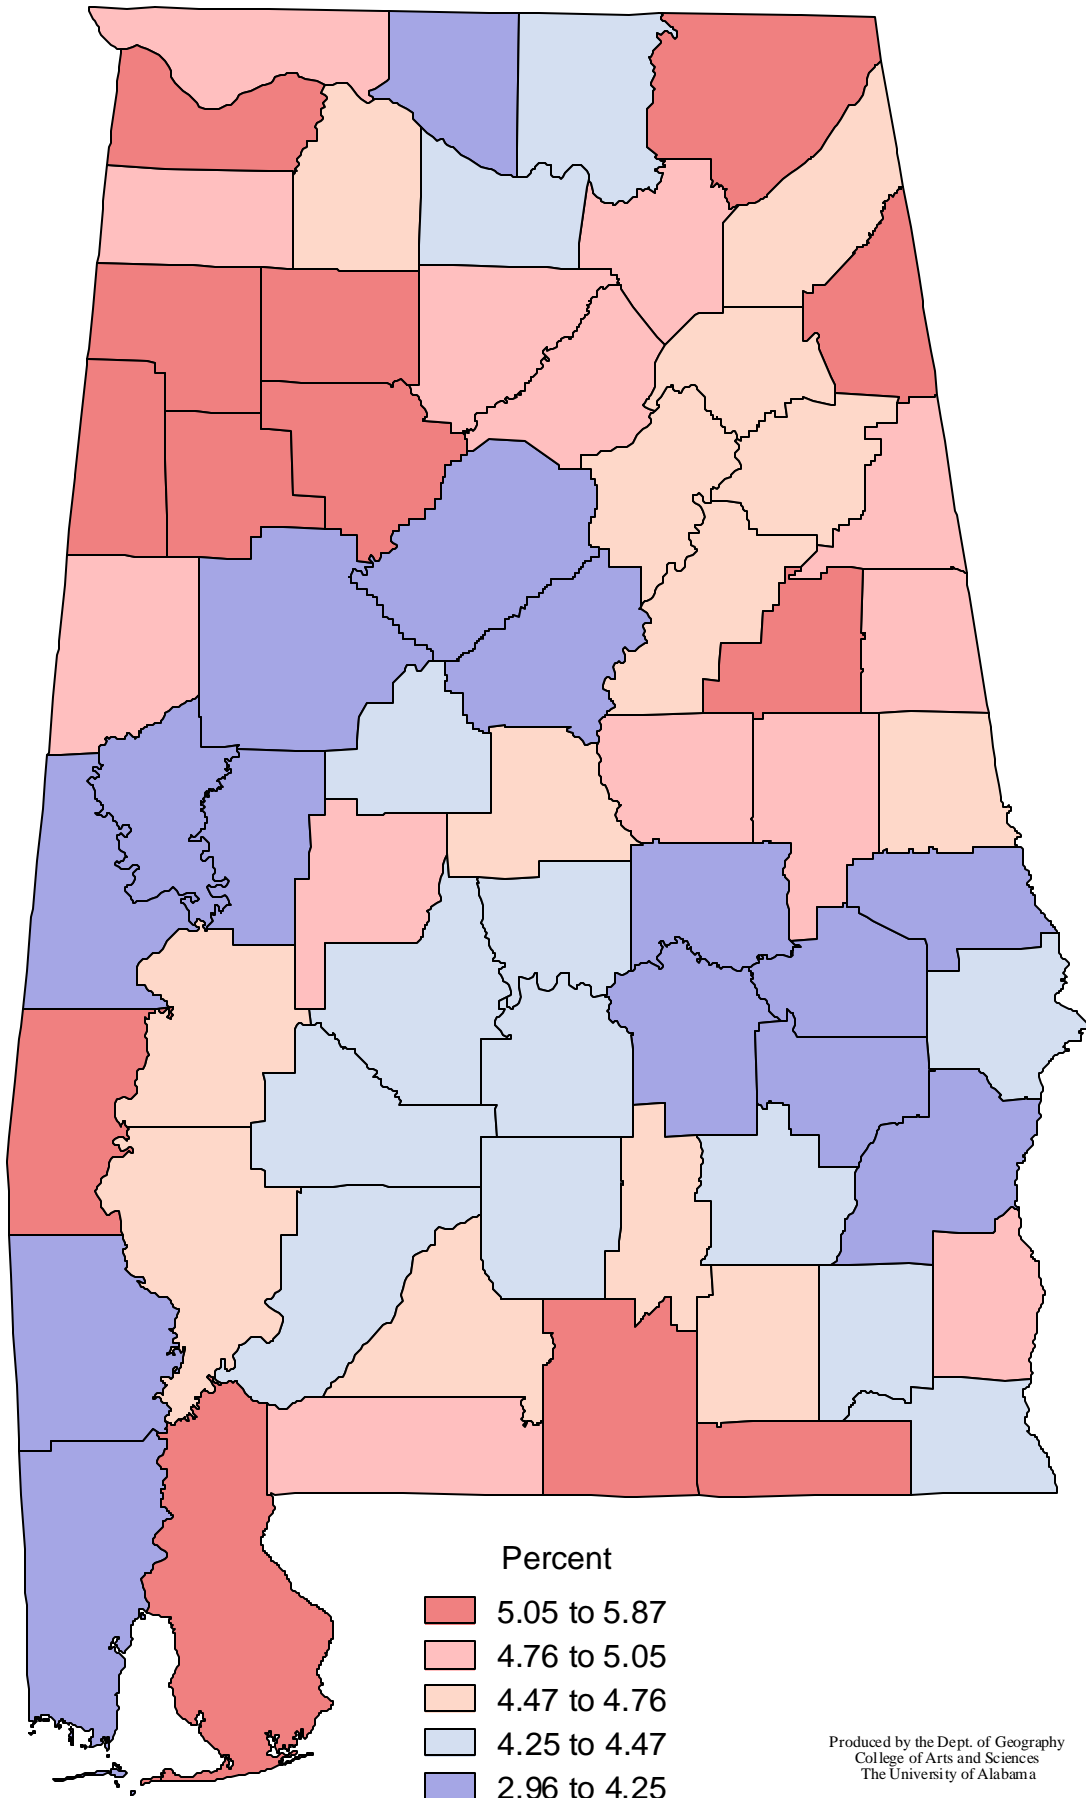 Percent
5.05 to 5.87
4.76 to 5.05
4.47 to 4.76
4.25 to 4.47
2.96 to 4.25
Produced by the Dept. of Geography
College of Arts and Sciences
The University of Alabama